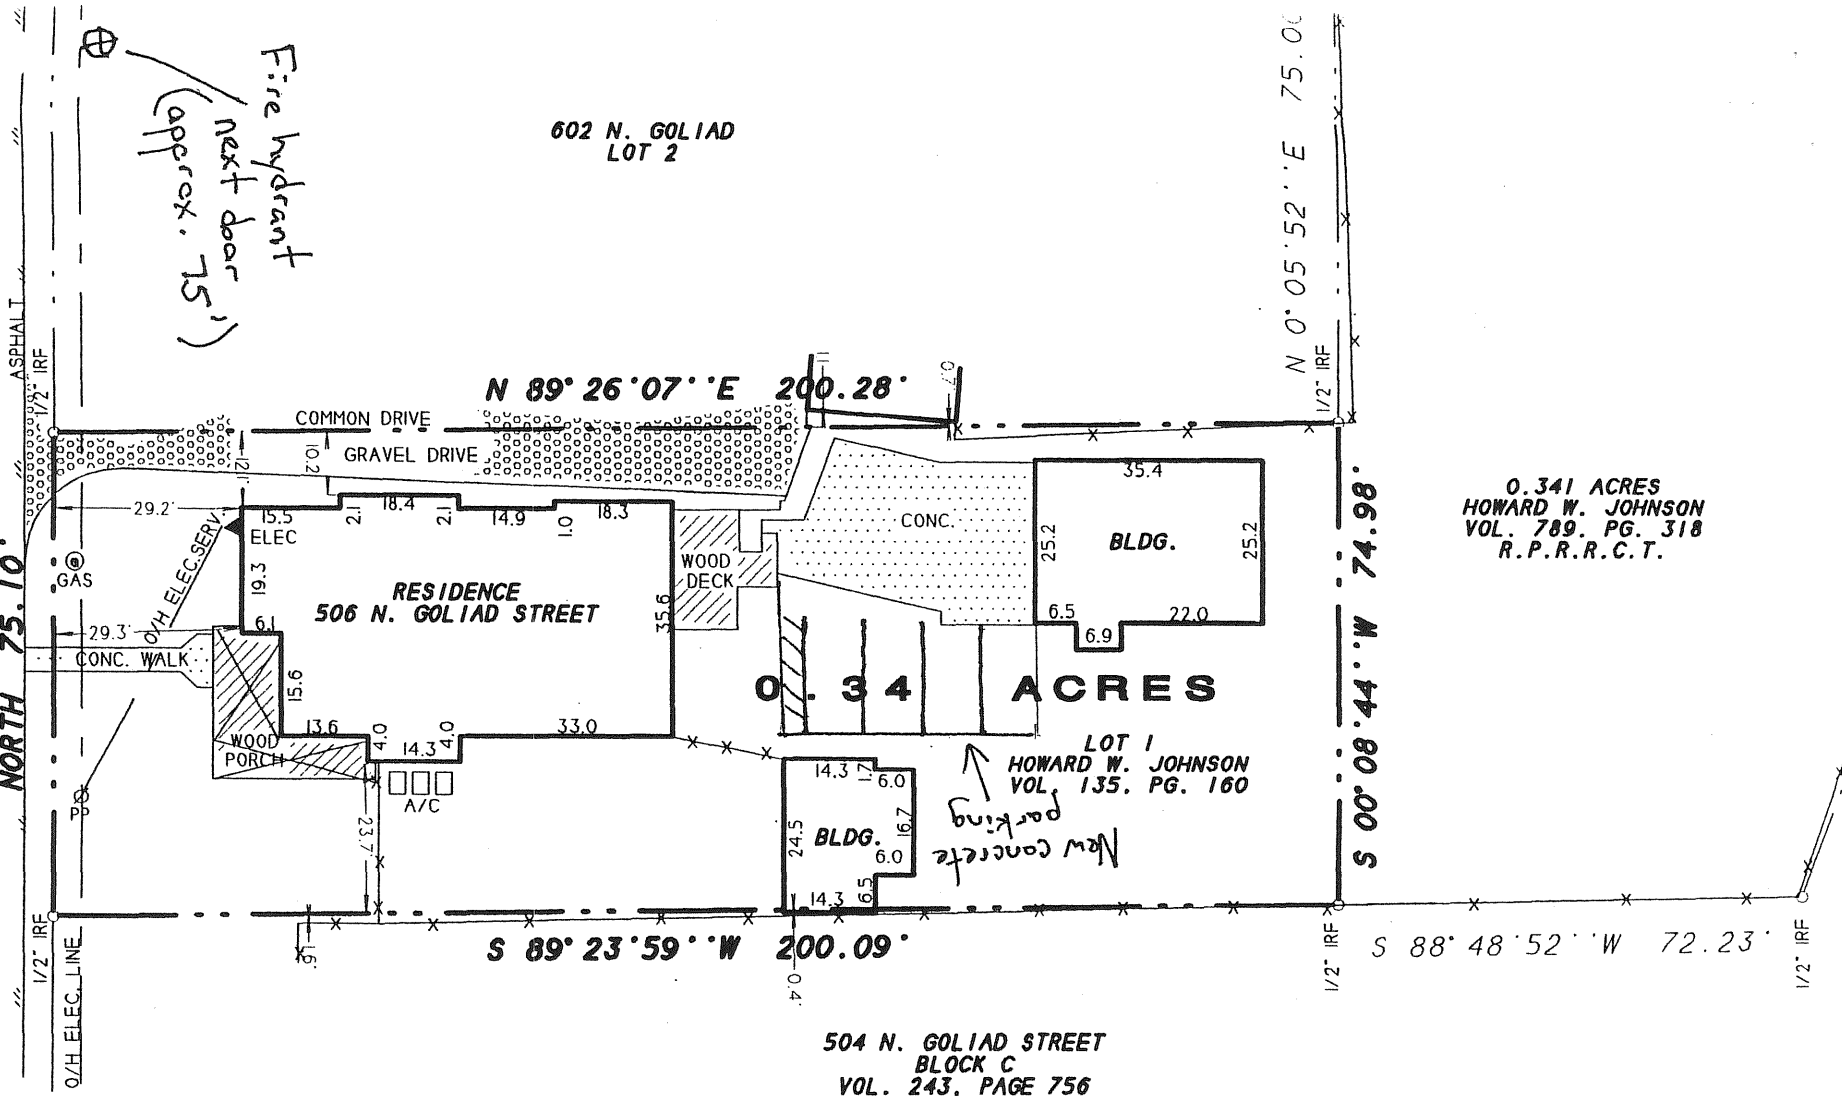 Fire hydrant
next door
(approx. 75')
602 N. GOLIAD
LOT 2
N 0°05'52''E 75.0
1/2" IRF
ASPHALT
1/2" IRF
N 89°26'07''E 200.28'
11.
0.7'
COMMON DRIVE
GRAVEL DRIVE
10.2'
12.1'
29.2'
15.5
2.1
18.4
2.1
14.9
1.0
18.3
ELEC
GAS
O/H ELEC.SERV.
19.3
RESIDENCE
506 N. GOLIAD STREET
35.6
WOOD
DECK
CONC.
35.4
25.2
BLDG.
25.2
6.5
6.9
22.0
S 00°08'44''W 74.98'
0.341 ACRES
HOWARD W. JOHNSON
VOL. 789, PG. 318
R.P.R.R.C.T.
NORTH 75.10'
29.3'
6.1
CONC. WALK
15.6
13.6
4.0
14.3
4.0
33.0
WOOD
PORCH
A/C
PP
23.7'
0.34 ACRES
LOT 1
HOWARD W. JOHNSON
VOL. 135, PG. 160
New concrete
parking
14.3
1.7
6.0
24.5
BLDG.
16.7
6.0
6.5
14.3
1.6'
0.4'
1/2" IRF
O/H ELEC. LINE
S 89°23'59''W 200.09'
1/2" IRF
S 88°48'52''W 72.23'
1/2" IRF
504 N. GOLIAD STREET
BLOCK C
VOL. 243, PAGE 756